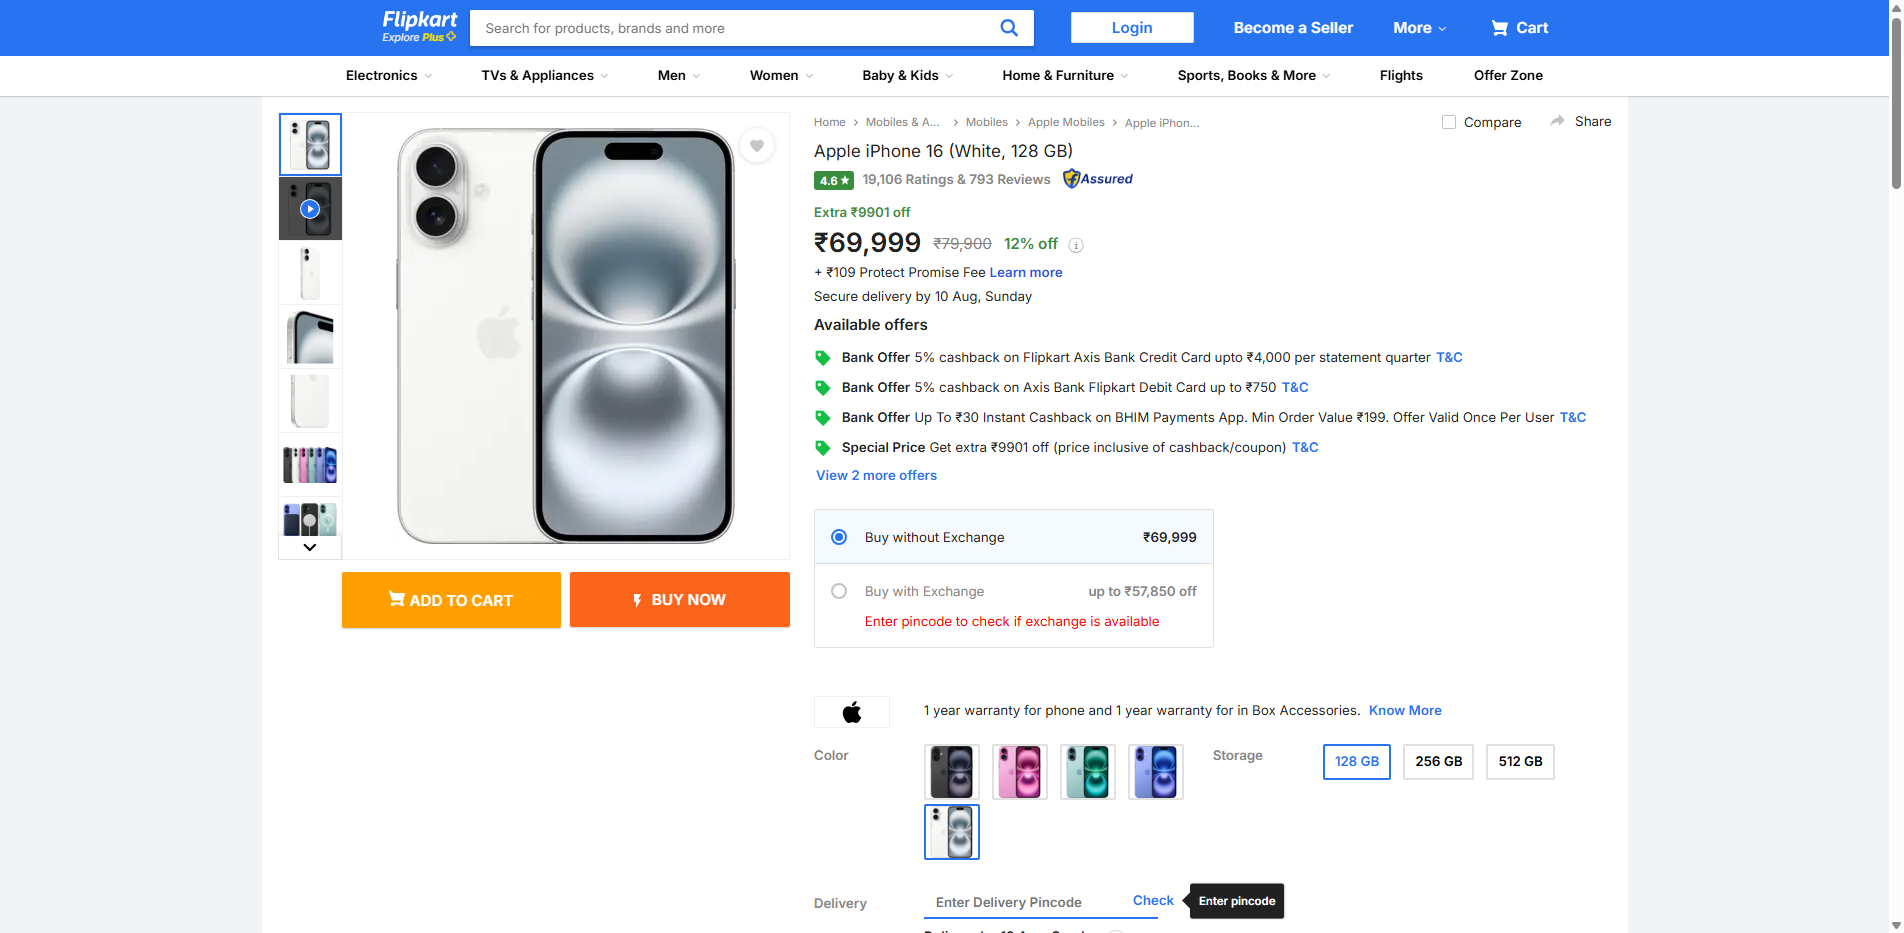 Flipkart
Explore Plus
Search for products, brands and more
Login
Become a Seller
More
Cart
Electronics
TVs & Appliances
Men
Women
Baby & Kids
Home & Furniture
Sports, Books & More
Flights
Offer Zone
Home
Mobiles & A...
Mobiles
Apple Mobiles
Apple iPhon...
Compare
Share
Apple iPhone 16 (White, 128 GB)
4.6★
19,106 Ratings & 793 Reviews
Assured
Extra ₹9901 off
₹69,999 ₹79,900 12% off
+ ₹109 Protect Promise Fee Learn more
Secure delivery by 10 Aug, Sunday
Available offers
Bank Offer 5% cashback on Flipkart Axis Bank Credit Card upto ₹4,000 per statement quarter T&C
Bank Offer 5% cashback on Axis Bank Flipkart Debit Card up to ₹750 T&C
Bank Offer Up To ₹30 Instant Cashback on BHIM Payments App. Min Order Value ₹199. Offer Valid Once Per User T&C
Special Price Get extra ₹9901 off (price inclusive of cashback/coupon) T&C
View 2 more offers
Buy without Exchange ₹69,999
Buy with Exchange up to ₹57,850 off
Enter pincode to check if exchange is available
ADD TO CART
BUY NOW
1 year warranty for phone and 1 year warranty for in Box Accessories. Know More
Color
Storage
128 GB
256 GB
512 GB
Delivery
Enter Delivery Pincode
Check
Enter pincode